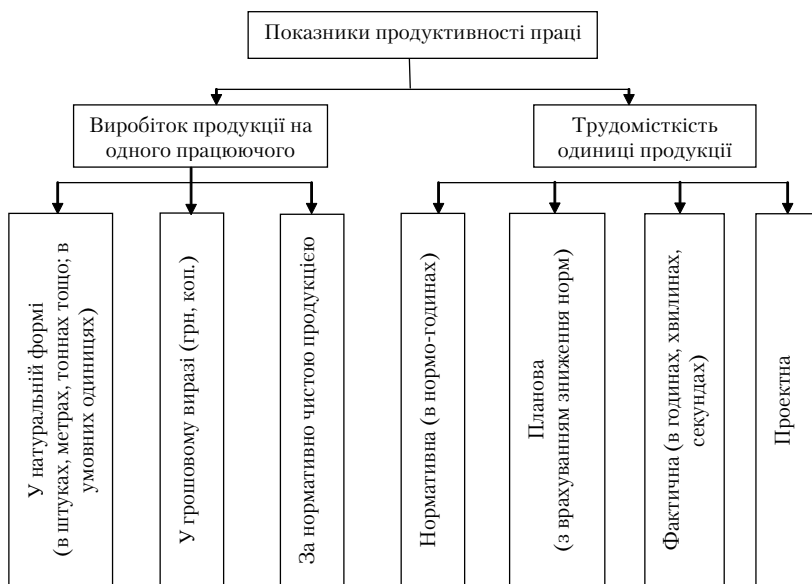 Показники продуктивності праці
Виробіток продукції на
одного працюючого
Трудомісткість
одиниці продукції
У натуральній формі
(в штуках, метрах, тоннах тощо; в
умовних одиницях)
У грошовому виразі (грн, коп.)
За нормативно чистою продукцією
Нормативна (в нормо-годинах)
Планова
(з врахуванням зниження норм)
Фактична (в годинах, хвилинах,
секундах)
Проектна